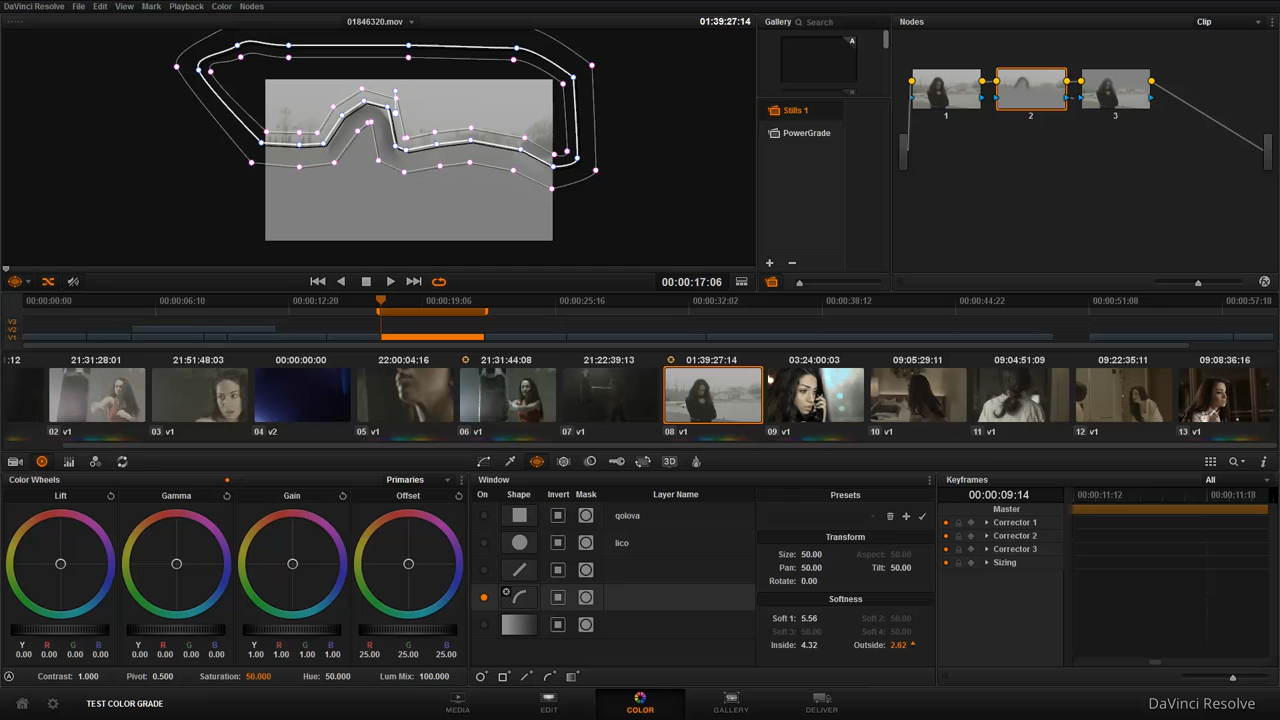 DaVinci Resolve File Edit View Mark Playback Color Nodes
01846320.mov 01:39:27:14 Gallery Search Nodes Clip
A
1 2 3
Stills 1
PowerGrade
00:00:17:06
00:00:00:00 00:00:06:10 00:00:12:20 00:00:19:06 00:00:25:16 00:00:32:02 00:00:38:12 00:00:44:22 00:00:51:08 00:00:57:18
V3
V2
V1
:12 21:31:28:01 21:51:48:03 00:00:00:00 22:00:04:16 21:31:44:08 21:22:39:13 01:39:27:14 03:24:00:03 09:05:29:11 09:04:51:09 09:22:35:11 09:08:36:16
02 v1 03 v1 04 v2 05 v1 06 v1 07 v1 08 v1 09 v1 10 v1 11 v1 12 v1 13 v1
3D
Color Wheels Primaries Window Keyframes All
Lift Gamma Gain Offset On Shape Invert Mask Layer Name Presets 00:00:09:14 00:00:11:12 00:00:11:18
Master
qolova
Corrector 1
Corrector 2
Transform
lico
Corrector 3
Size: 50.00 Aspect: 50.00
Sizing
Pan: 50.00 Tilt: 50.00
Rotate: 0.00
Softness
Soft 1: 5.56 Soft 2: 50.00
Soft 3: 50.00 Soft 4: 50.00
Y R G B Y R G B Y R G B R G B
Inside: 4.32 Outside: 2.62
0.00 0.00 0.00 0.00 0.00 0.00 0.00 0.00 1.00 1.00 1.00 1.00 25.00 25.00 25.00
A Contrast: 1.000 Pivot: 0.500 Saturation: 50.000 Hue: 50.000 Lum Mix: 100.000
TEST COLOR GRADE MEDIA EDIT COLOR GALLERY DELIVER DaVinci Resolve